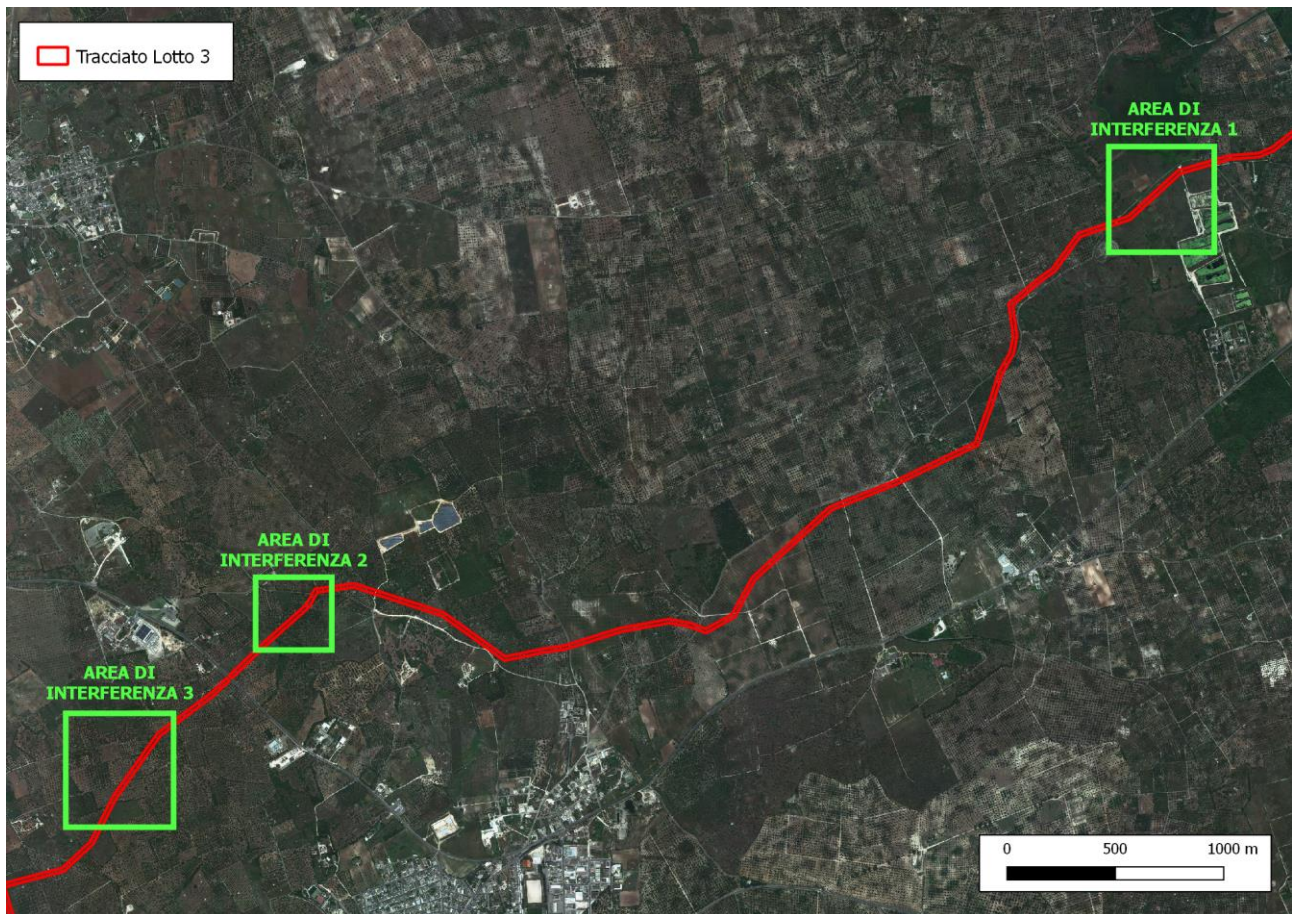 Tracciato Lotto 3
AREA DI
INTERFERENZA 1
AREA DI
INTERFERENZA 2
AREA DI
INTERFERENZA 3
0 500 1000 m